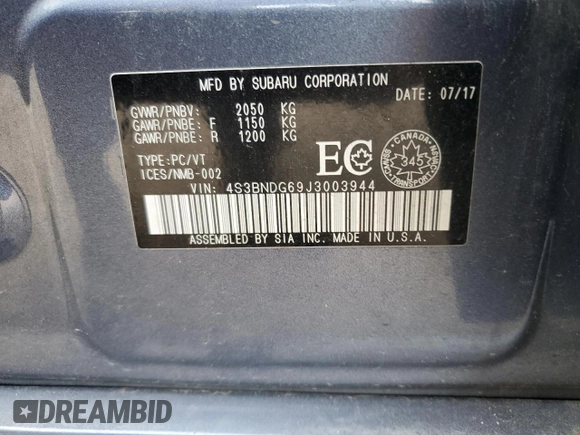 MFD BY SUBARU CORPORATION
DATE: 07/17
GVWR/PNBV: 2050 KG
GAWR/PNBE: F 1150 KG
GAWR/PNBE: R 1200 KG
TYPE:PC/VT
ICES/NMB-002
EC
CANADA
345
TRANSPORT
VIN: 4S3BNDG69J3003944
ASSEMBLED BY SIA INC. MADE IN U.S.A.
DREAMBID